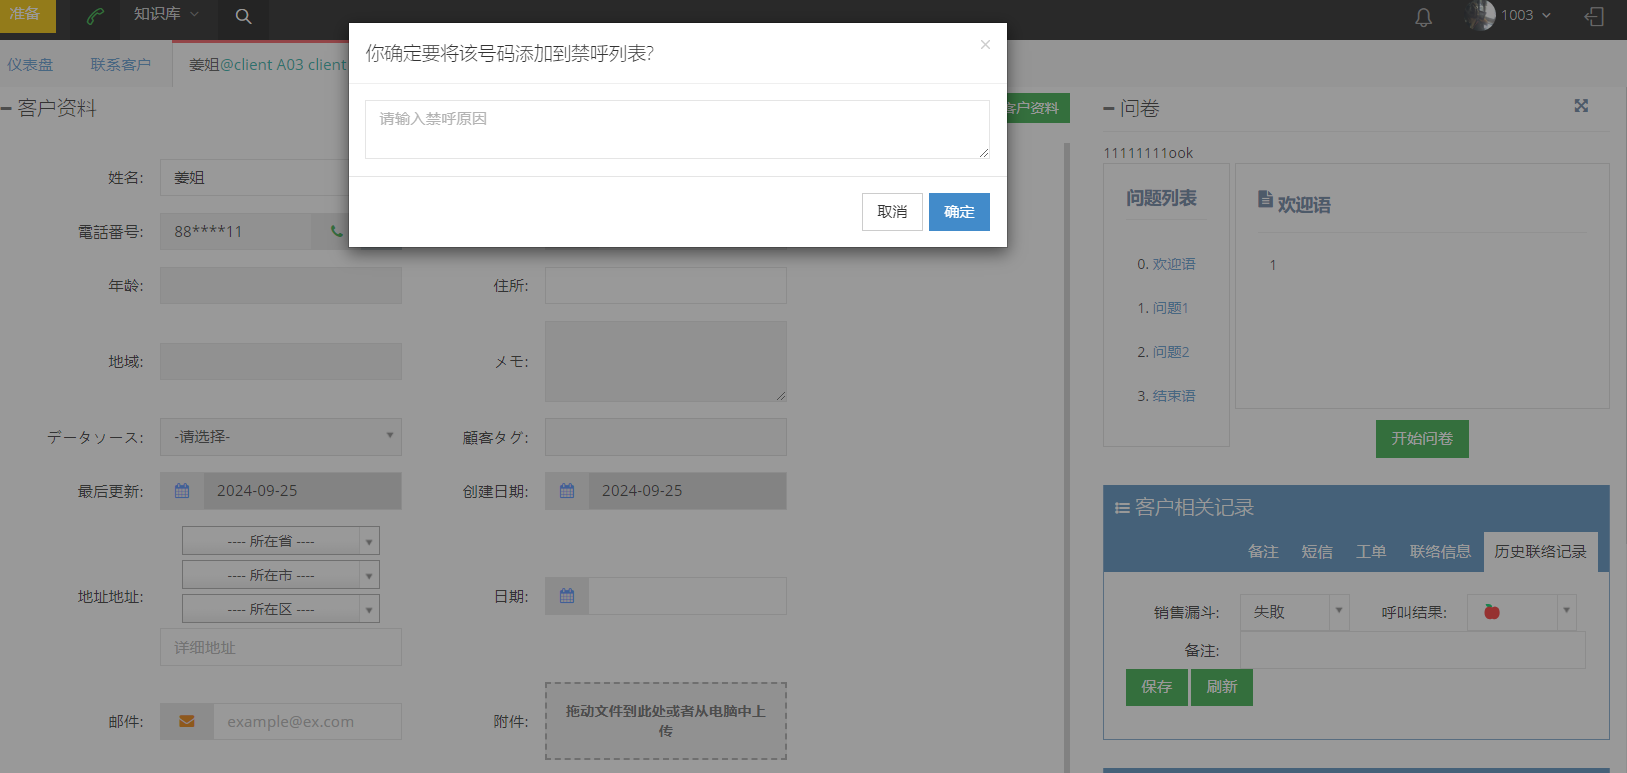 准备
知识库
1003
仪表盘
联系客户
姜姐@client A03 client
你确定要将该号码添加到禁呼列表?
×
请输入禁呼原因
取消
确定
客户资料
客户资料
姓名:
姜姐
電話番号:
88****11
年龄:
住所:
地域:
メモ:
データソース:
-请选择-
顧客タグ:
最后更新:
2024-09-25
创建日期:
2024-09-25
地址地址:
---- 所在省 ----
---- 所在市 ----
---- 所在区 ----
详细地址
日期:
邮件:
example@ex.com
附件:
拖动文件到此处或者从电脑中上
传
问卷
11111111ook
问题列表
0. 欢迎语
1. 问题1
2. 问题2
3. 结束语
欢迎语
1
开始问卷
客户相关记录
备注
短信
工单
联络信息
历史联络记录
销售漏斗:
失敗
呼叫结果:
备注:
保存
刷新